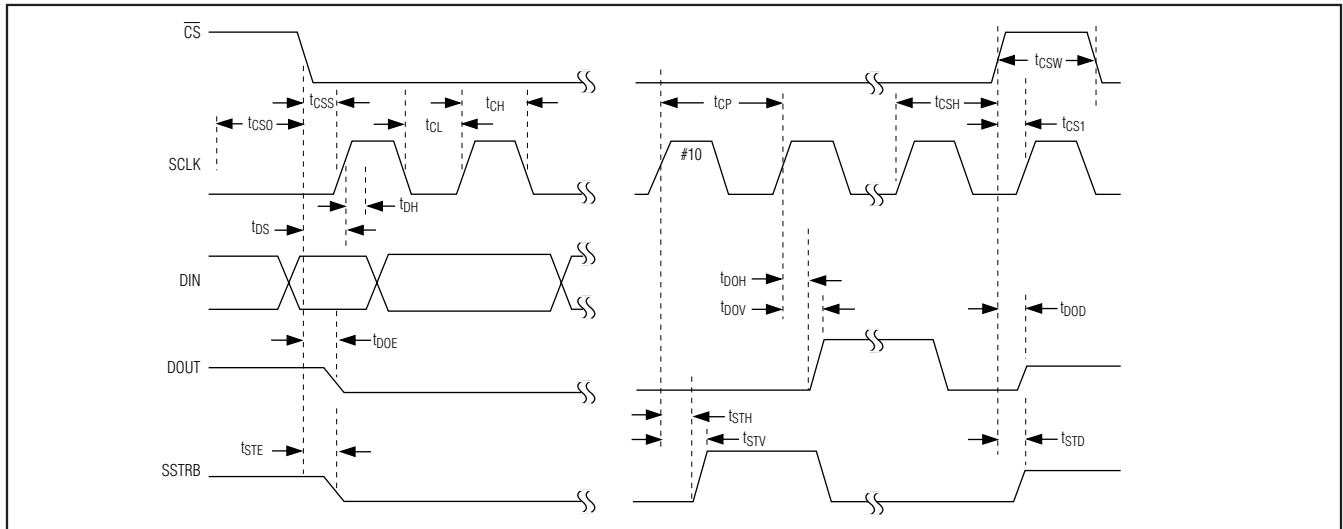 CS
tCSW
tCSS
tCH
tCP
tCSH
tCSO
tCL
tCS1
SCLK
#10
tDH
tDS
DIN
tDOH
tDOV
tDOD
tDOE
DOUT
tSTH
tSTE
tSTV
tSTD
SSTRB